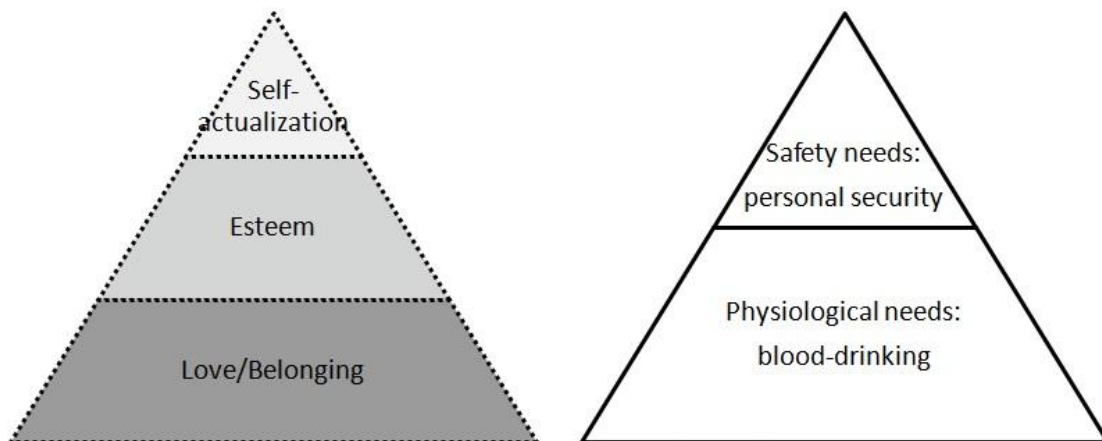 Self-
actualization
Esteem
Love/Belonging
Safety needs:
personal security
Physiological needs:
blood-drinking